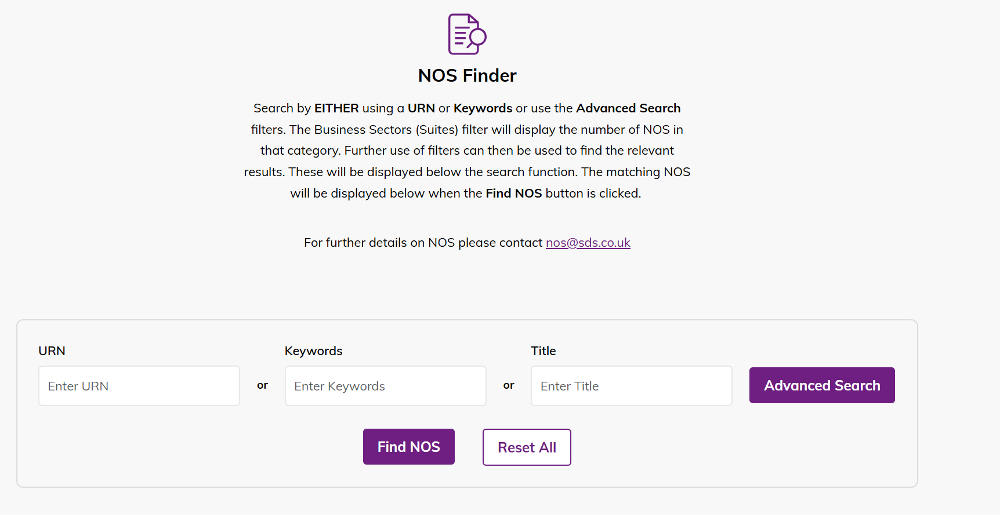 NOS Finder
Search by EITHER using a URN or Keywords or use the Advanced Search
filters. The Business Sectors (Suites) filter will display the number of NOS in
that category. Further use of filters can then be used to find the relevant
results. These will be displayed below the search function. The matching NOS
will be displayed below when the Find NOS button is clicked.
For further details on NOS please contact nos@sds.co.uk
URN
Keywords
Title
Enter URN
or
Enter Keywords
or
Enter Title
Advanced Search
Find NOS
Reset All